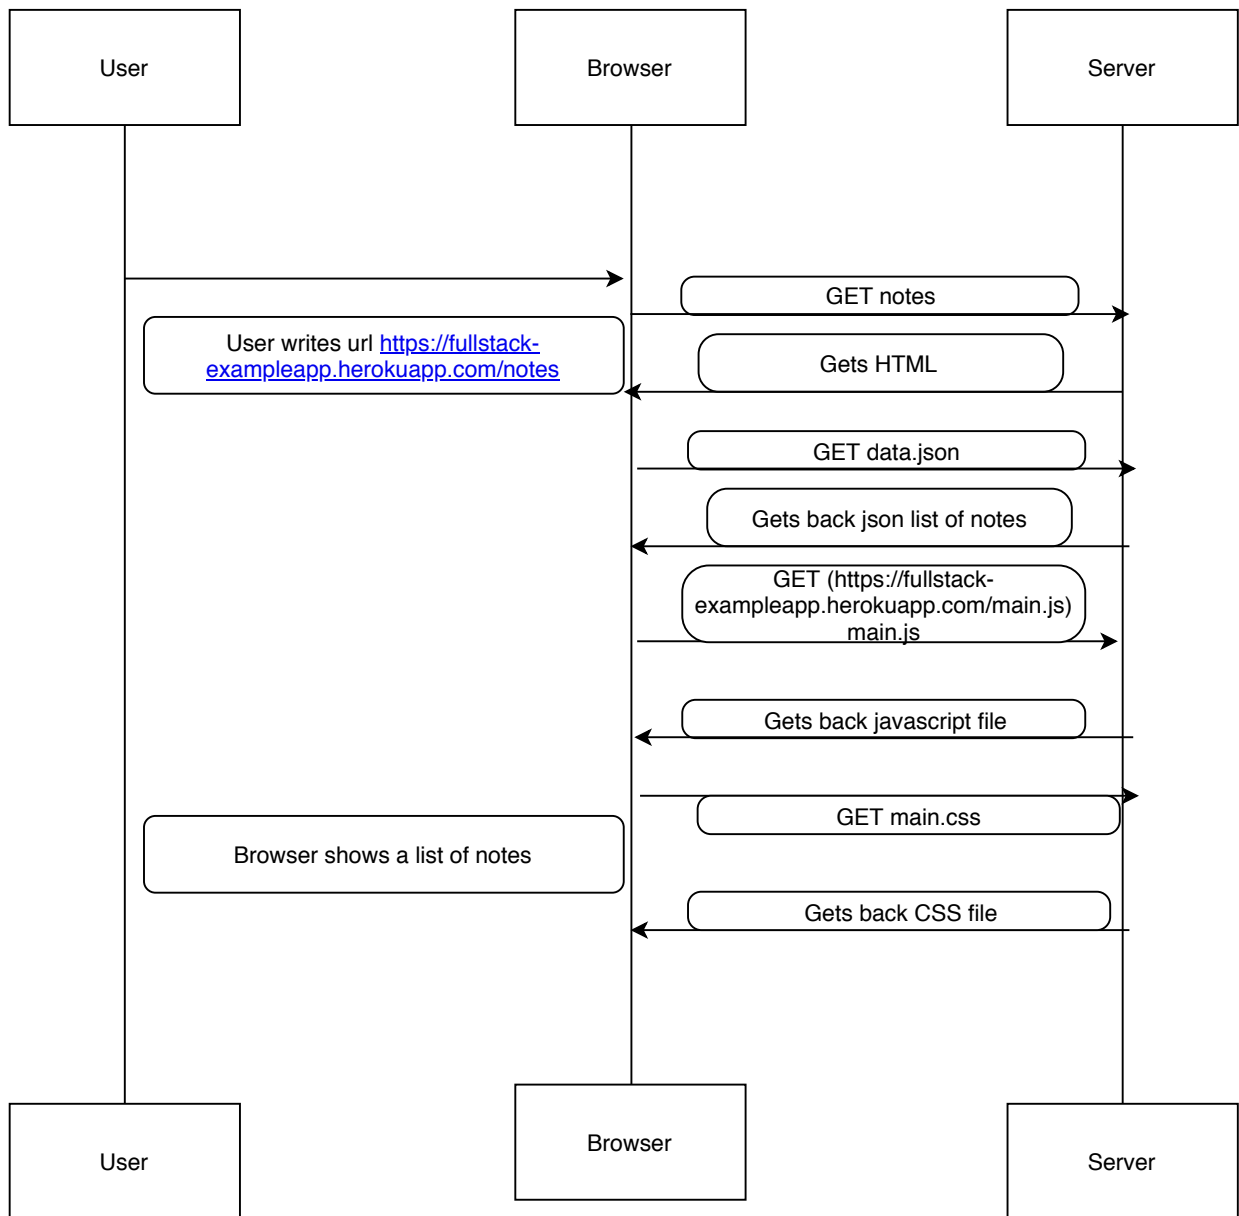 User
Browser
Server
GET notes
User writes url https://fullstack-
exampleapp.herokuapp.com/notes
Gets HTML
GET data.json
Gets back json list of notes
GET (https://fullstack-
exampleapp.herokuapp.com/main.js)
main.js
Gets back javascript file
GET main.css
Browser shows a list of notes
Gets back CSS file
User
Browser
Server